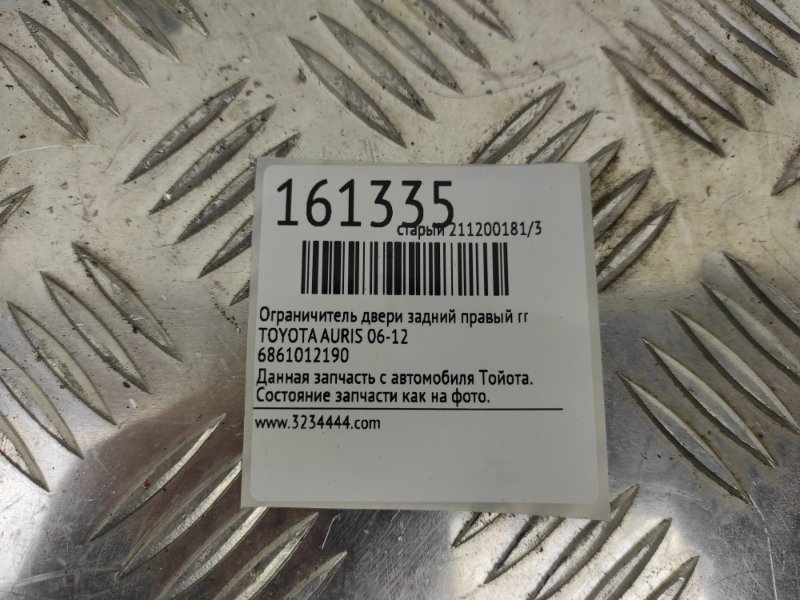 161335
старый 211200181/3
Ограничитель двери задний правый rr
TOYOTA AURIS 06-12
6861012190
Данная запчасть с автомобиля Тойота.
Состояние запчасти как на фото.
www.3234444.com